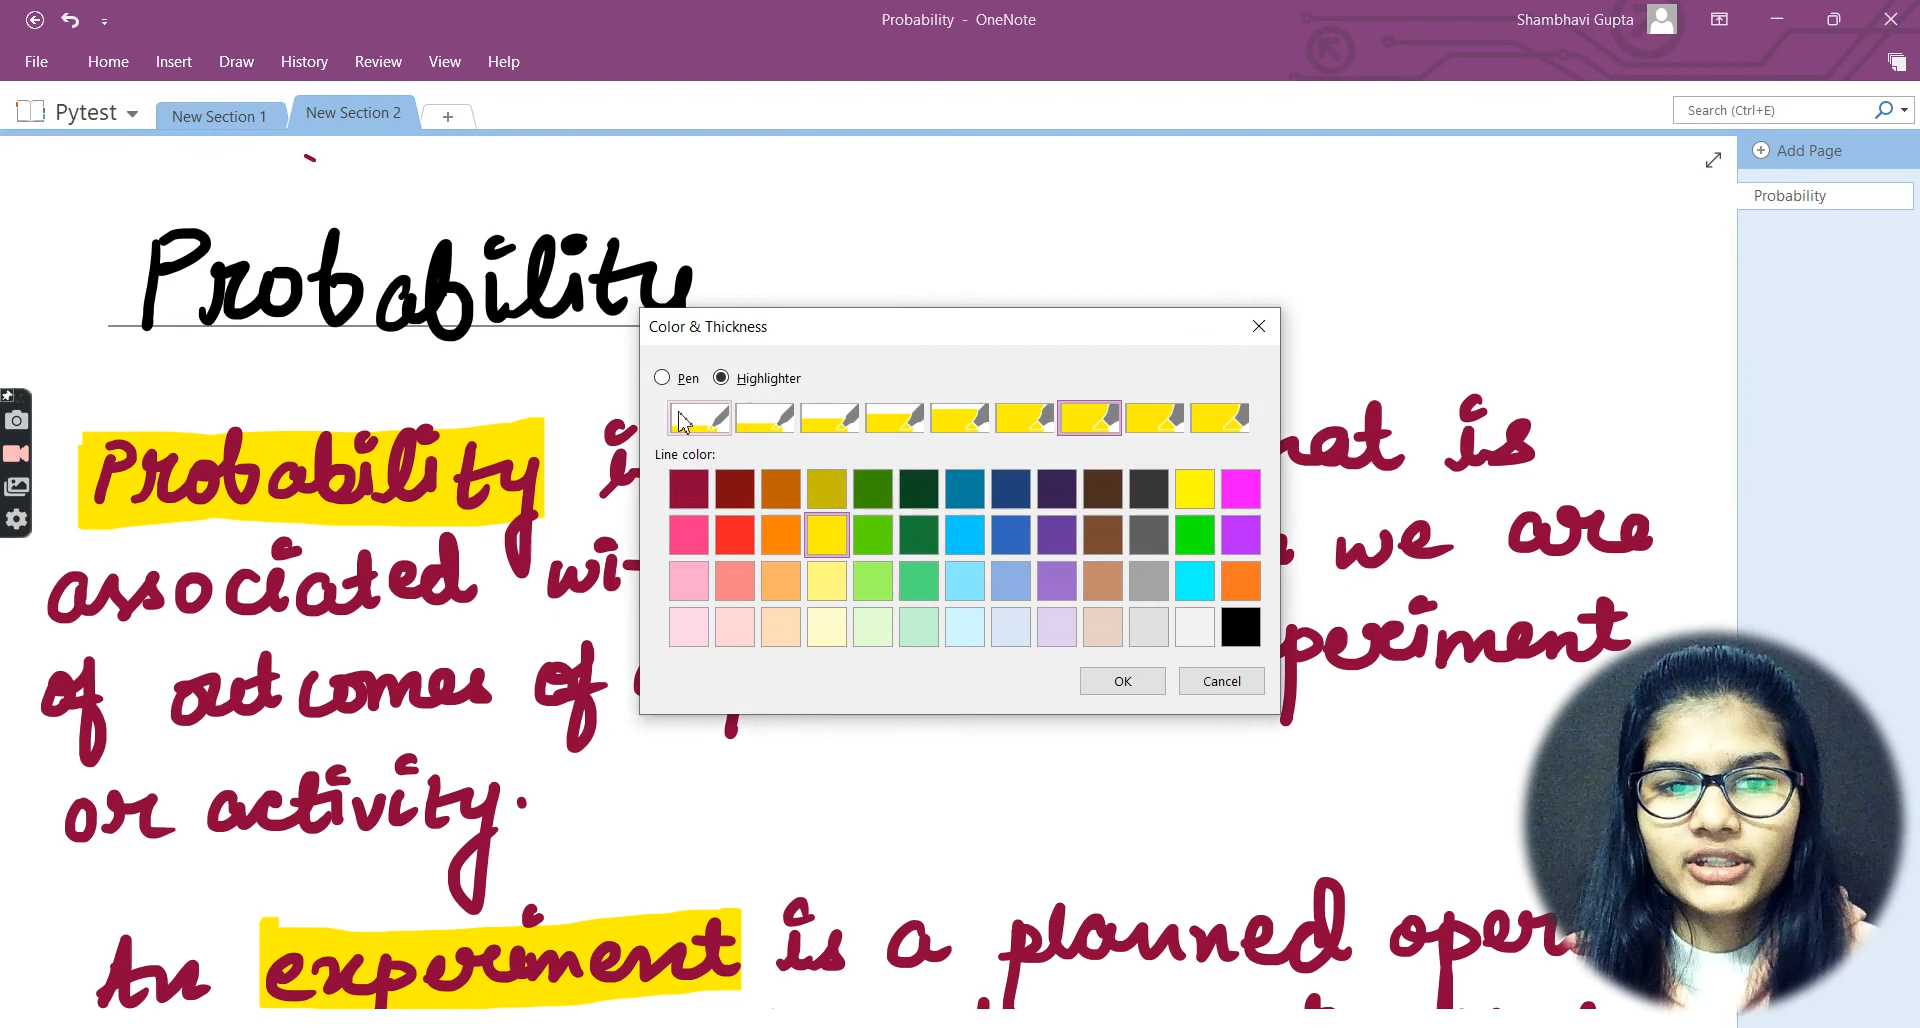 Probability - OneNote
Shambhavi Gupta
File Home Insert Draw History Review View Help
Pytest
New Section 1
New Section 2
+
Search (Ctrl+E)
Add Page
Probability
Probability
Color & Thickness
Pen Highlighter
Line color:
OK Cancel
Probability is
associated
we are
of outcomes of
or activity.
An experiment is a planned